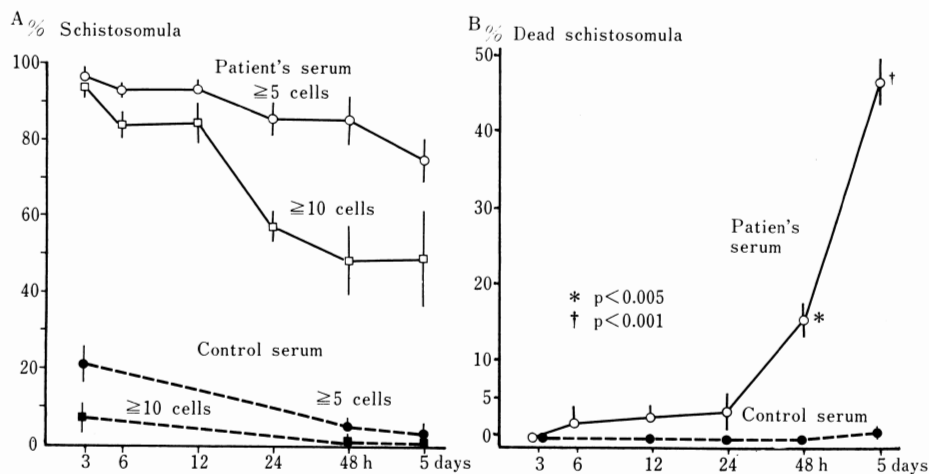 A % Schistosomula
100
80
60
40
20
0
Patient's serum
≧5 cells
≧10 cells
Control serum
≧5 cells
≧10 cells
3 6 12 24 48 h 5 days
B % Dead schistosomula
50
40
30
20
10
5
0
†
Patien's
serum
* p<0.005
† p<0.001
*
Control serum
3 6 12 24 48 h 5 days